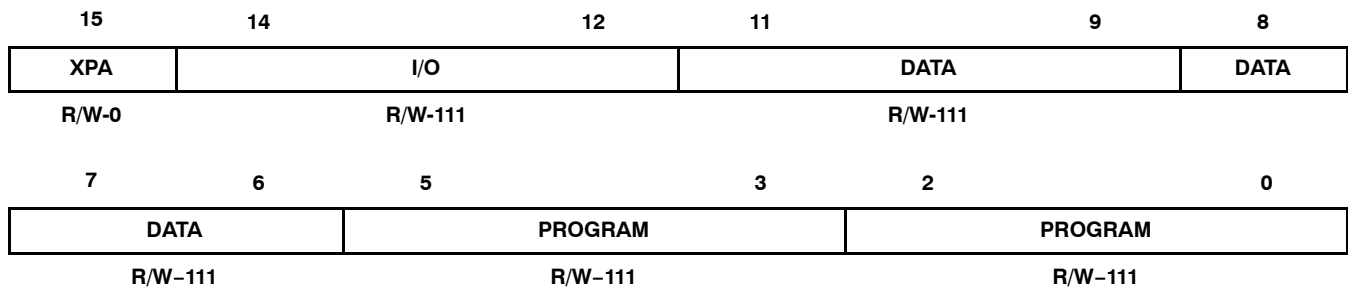 15 14 12 11 9 8
XPA I/O DATA DATA
R/W-0 R/W-111 R/W-111
7 6 5 3 2 0
DATA PROGRAM PROGRAM
R/W−111 R/W−111 R/W−111